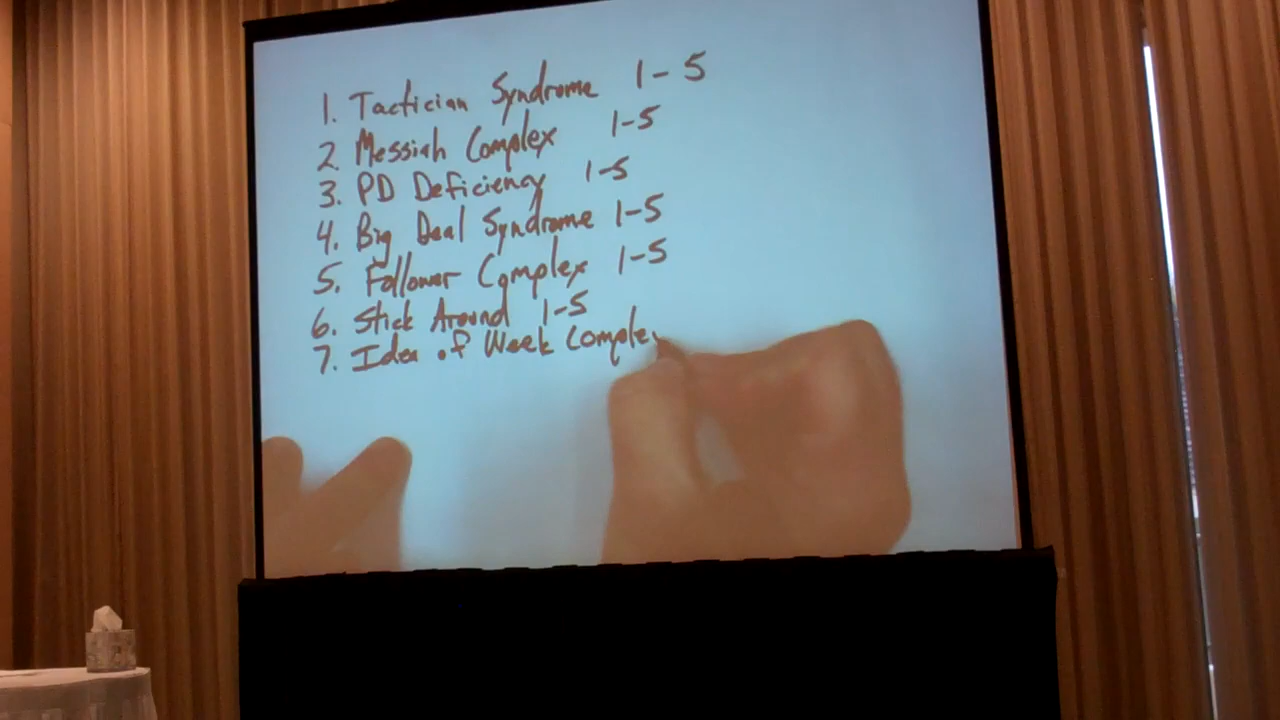 1. Tactician Syndrome 1-5
2. Messiah Complex 1-5
3. PD Deficiency 1-5
4. Big Deal Syndrome 1-5
5. Follower Complex 1-5
6. Stick Around 1-5
7. Idea of Week Complex